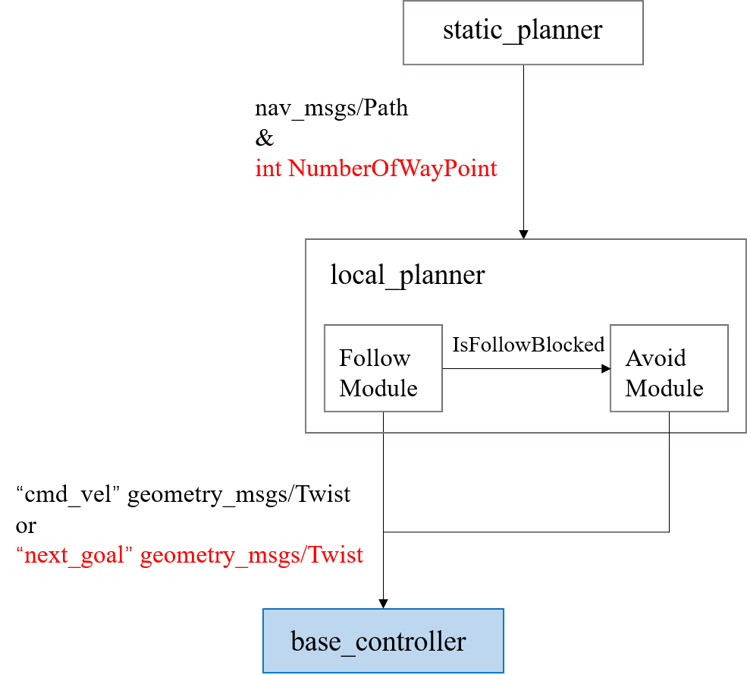 static_planner
nav_msgs/Path
&
int NumberOfWayPoint
local_planner
Follow
Module
IsFollowBlocked
Avoid
Module
“cmd_vel” geometry_msgs/Twist
or
“next_goal” geometry_msgs/Twist
base_controller